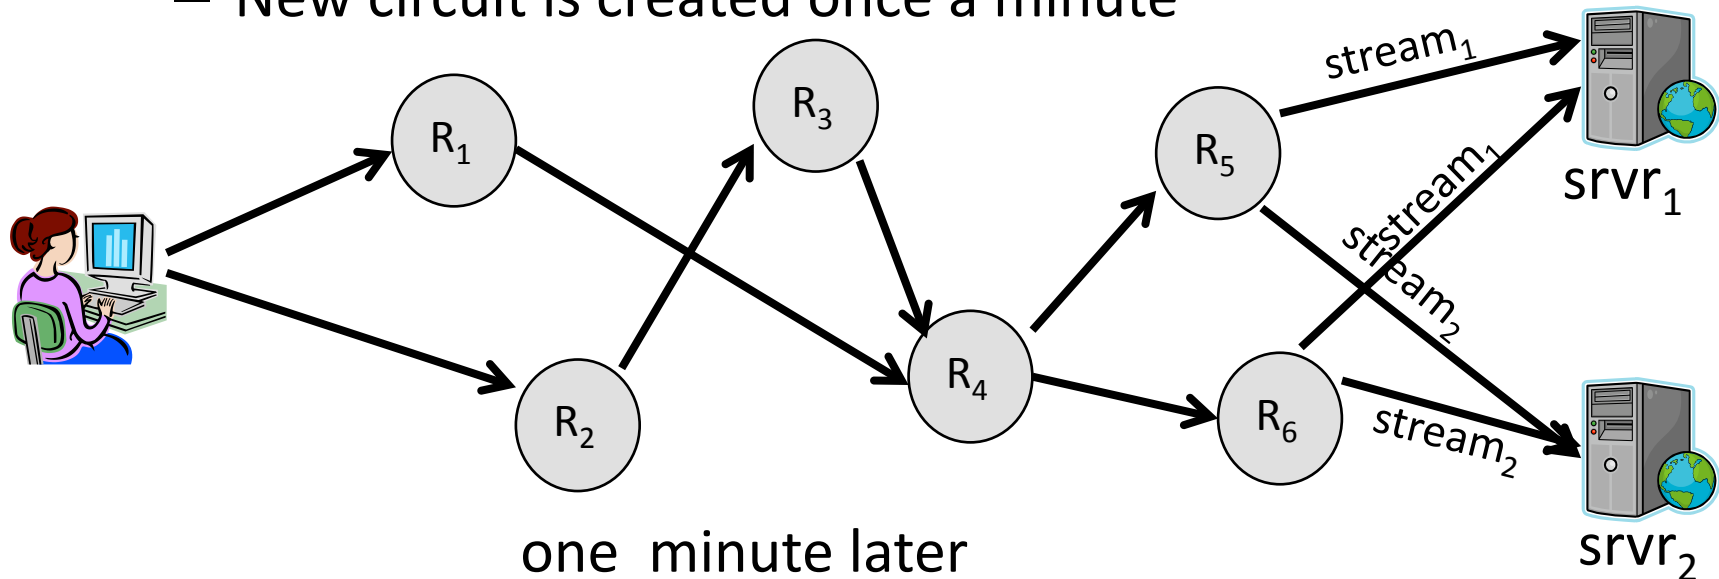 – New circuit is created once a minute
stream₁
R₃
R₁
R₅
srvr₁
stream₁
stream₂
R₄
R₂
R₆
stream₂
one minute later
srvr₂